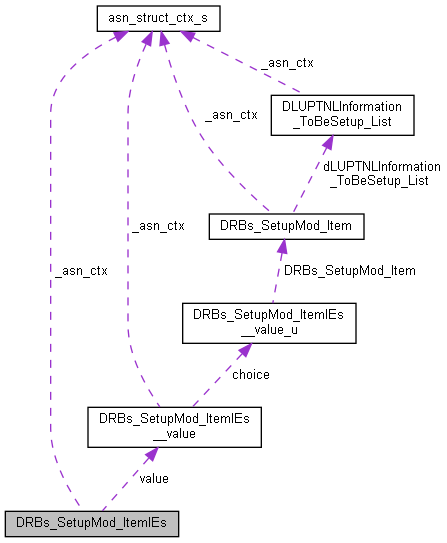 asn_struct_ctx_s
_asn_ctx
DLUPTNLInformation
_ToBeSetup_List
_asn_ctx
dLUPTNLInformation
_ToBeSetup_List
DRBs_SetupMod_Item
_asn_ctx
DRBs_SetupMod_Item
_asn_ctx
DRBs_SetupMod_ItemIEs
__value_u
choice
DRBs_SetupMod_ItemIEs
__value
value
DRBs_SetupMod_ItemIEs